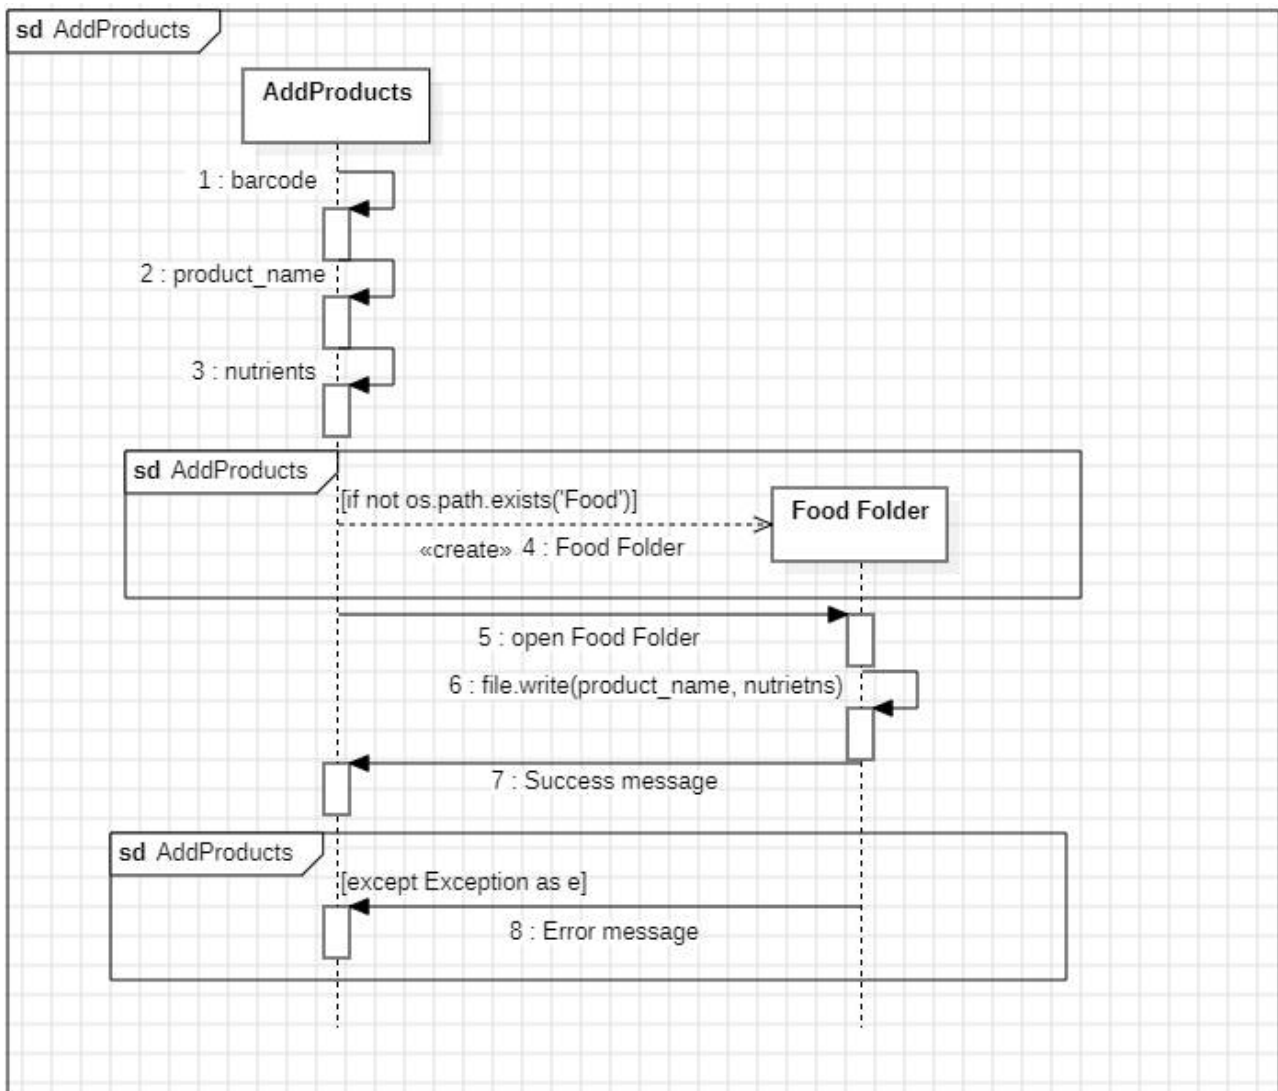 sd AddProducts
AddProducts
1 : barcode
2 : product_name
3 : nutrients
sd AddProducts
[if not os.path.exists('Food')]
Food Folder
«create» 4 : Food Folder
5 : open Food Folder
6 : file.write(product_name, nutrietns)
7 : Success message
sd AddProducts
[except Exception as e]
8 : Error message